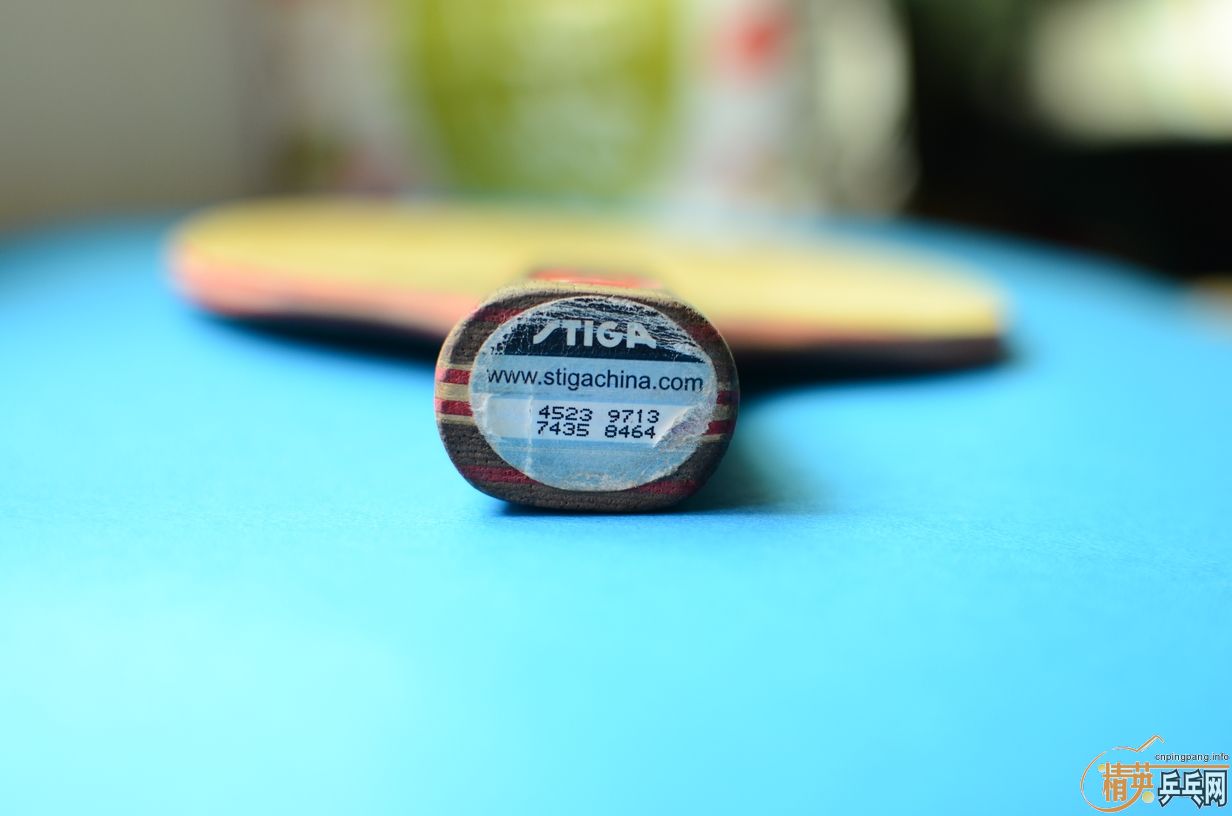 STIGA
www.stigachina.com
4523 9713
7435 8464
cnpingpang.info
精英乒乓网